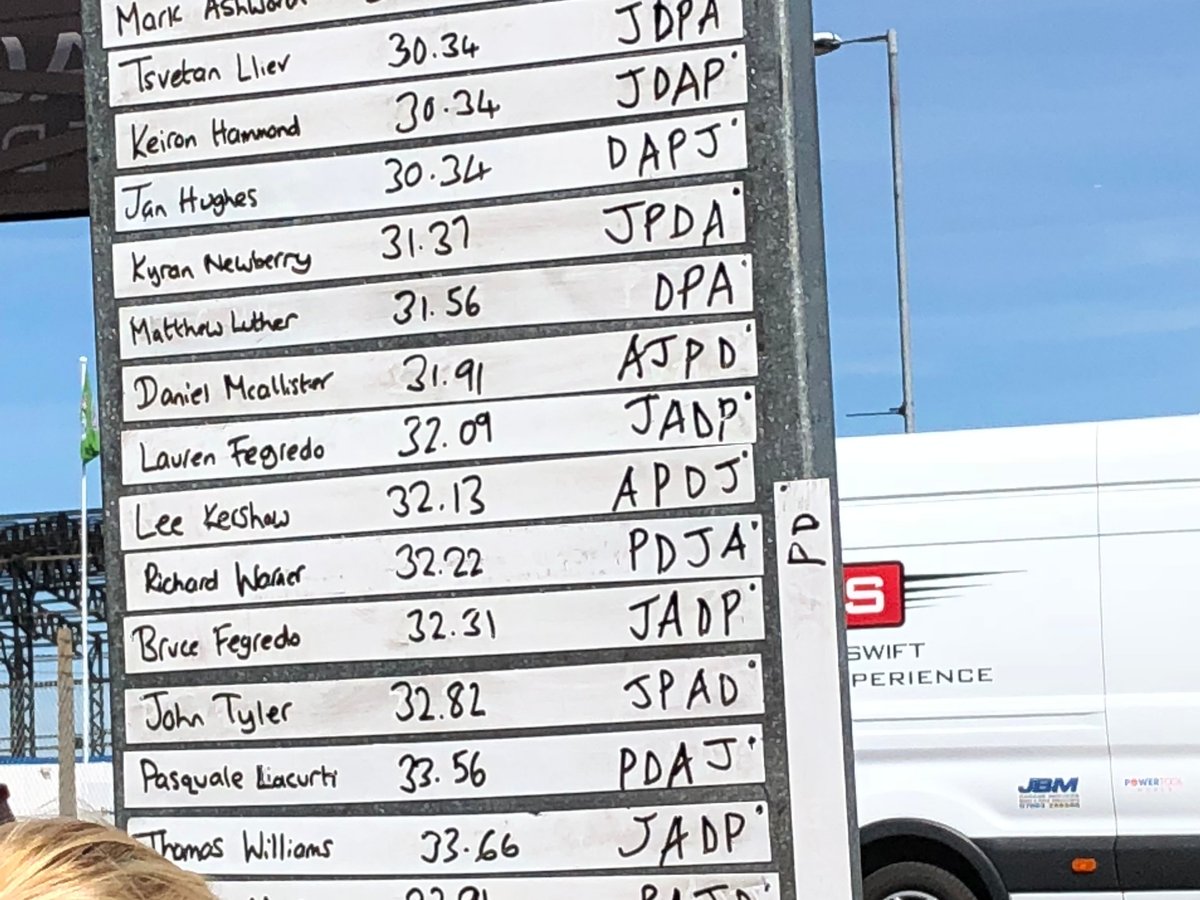 Mark
JDPA
Tsvetan Lliev 30.34 JDAP
Keiron Hammond 30.34 DAPJ
Jan Hughes 30.34 JPDA
Kyran Newberry 31.37 DPA
Matthew Luther 31.56 AJPD
Daniel Mcallister 31.91 JADP
Lauren Fegredo 32.09 APDJ
Lee Kershaw 32.13 PDJA
Richard Warner 32.22 JADP
Bruce Fegredo 32.31 JPAD
John Tyler 32.82 PDAJ
Pasquale Liacurti 33.56 JADP
Thomas Williams 33.66
PD
S
SWIFT
PERIENCE
JBM
POWER